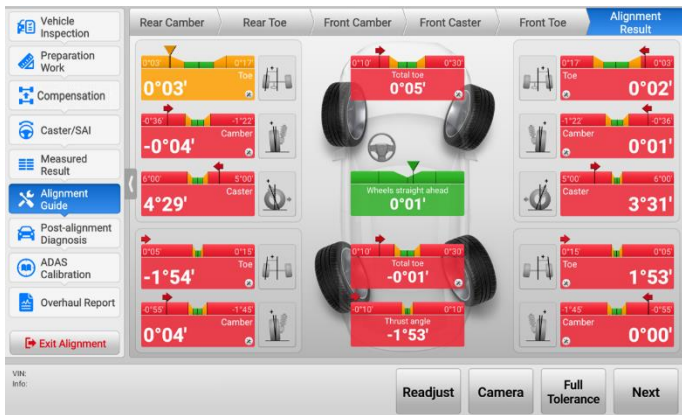 Vehicle
Inspection
Preparation
Work
Compensation
Caster/SAI
Measured
Result
Alignment
Guide
Post-alignment
Diagnosis
ADAS
Calibration
Overhaul Report
Exit Alignment
Rear Camber
Rear Toe
Front Camber
Front Caster
Front Toe
Alignment
Result
0°03' 0°17'
Toe
0°03'
-0°36' -1°22'
Camber
-0°04'
6°00' 5°00'
Caster
4°29'
0°05' 0°15'
Toe
-1°54'
-0°55' -1°45'
Camber
0°04'
0°10' 0°30'
Total toe
0°05'
Wheels straight ahead
0°01'
0°10' 0°30'
Total toe
-0°01'
-0°10' 0°10'
Thrust angle
-1°53'
0°17' 0°03'
Toe
0°02'
-1°22' -0°36'
Camber
0°01'
5°00' 6°00'
Caster
3°31'
0°15' 0°05'
Toe
1°53'
-1°45' -0°55'
Camber
0°00'
VIN:
Info:
Readjust
Camera
Full
Tolerance
Next